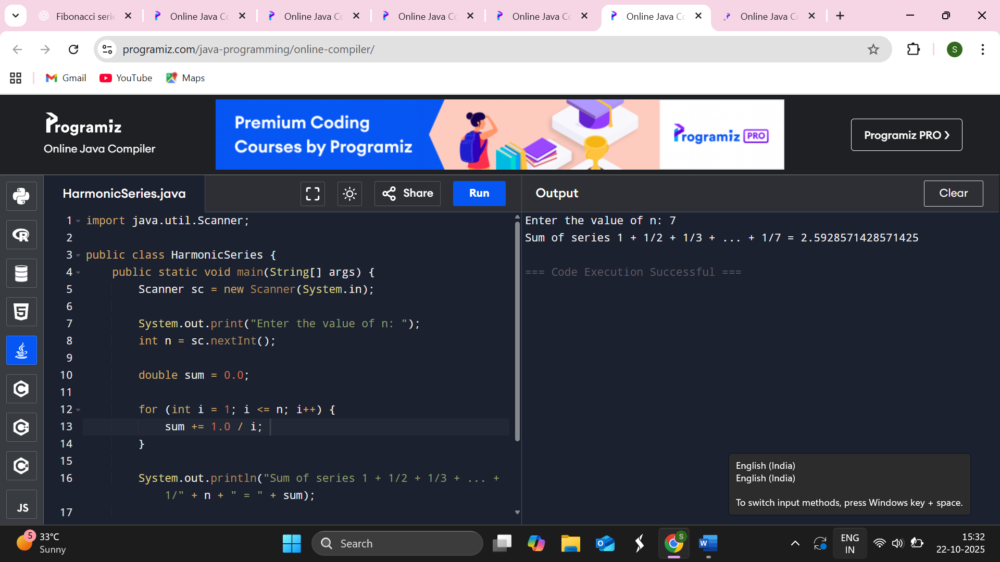 Fibonacci serie
Online Java Co
Online Java Co
Online Java Co
Online Java Co
Online Java Co
Online Java Co
programiz.com/java-programming/online-compiler/
S
Gmail
YouTube
Maps
Programiz
Online Java Compiler
Premium Coding
Courses by Programiz
Programiz PRO
Programiz PRO ❯
HarmonicSeries.java
Share
Run
Output
Clear
1 import java.util.Scanner;
2
3 public class HarmonicSeries {
4 public static void main(String[] args) {
5 Scanner sc = new Scanner(System.in);
6
7 System.out.print("Enter the value of n: ");
8 int n = sc.nextInt();
9
10 double sum = 0.0;
11
12 for (int i = 1; i <= n; i++) {
13 sum += 1.0 / i;
14 }
15
16 System.out.println("Sum of series 1 + 1/2 + 1/3 + ... +
1/" + n + " = " + sum);
17
Enter the value of n: 7
Sum of series 1 + 1/2 + 1/3 + ... + 1/7 = 2.5928571428571425
=== Code Execution Successful ===
JS
English (India)
English (India)
To switch input methods, press Windows key + space.
5
33°C
Sunny
Search
S
ENG
IN
15:32
22-10-2025